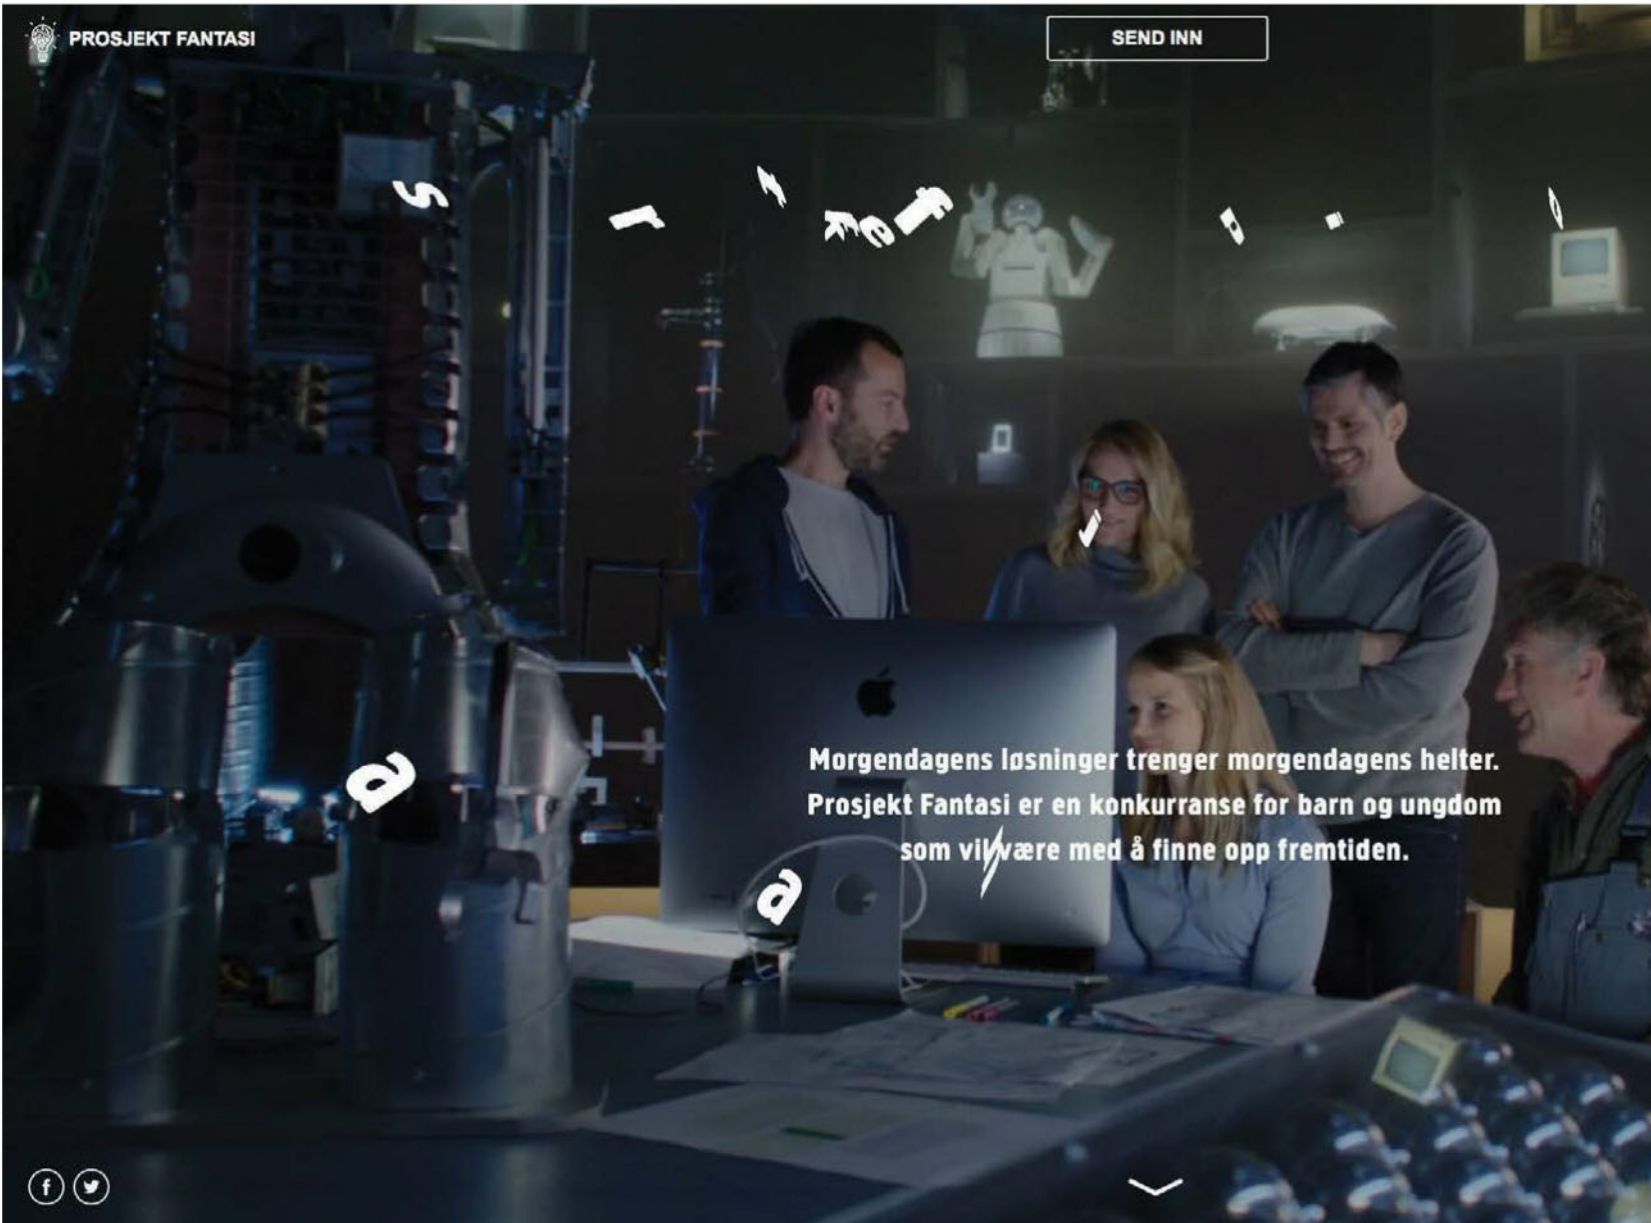 PROSJEKT FANTASI
SEND INN
Morgendagens løsninger trenger morgendagens helter.
Prosjekt Fantasi er en konkurranse for barn og ungdom
som vil være med å finne opp fremtiden.